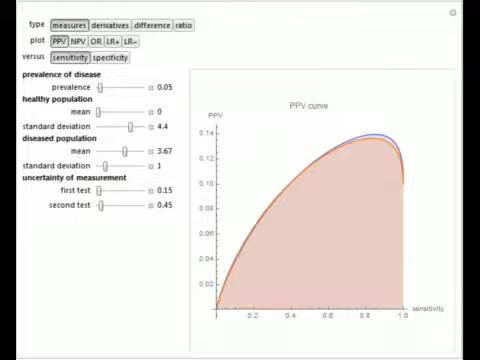 type measures derivatives difference ratio
plot PPV NPV OR LR+ LR−
versus sensitivity specificity
prevalence of disease
prevalence 0.05
healthy population
mean 0
standard deviation 4.4
diseased population
mean 3.67
standard deviation 1
uncertainty of measurement
first test 0.15
second test 0.45
PPV curve
PPV
0.14
0.12
0.10
0.08
0.06
0.04
0.02
0.2 0.4 0.6 0.8 1.0 sensitivity